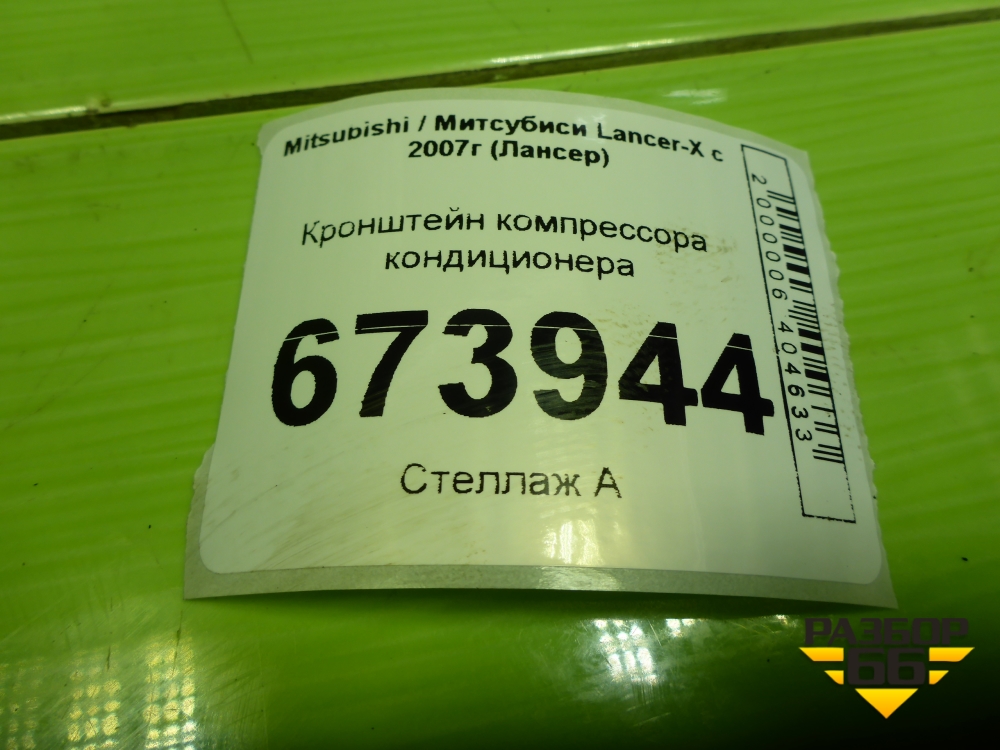 Mitsubishi / Митсубиси Lancer-X с
2007г (Лансер)
Кронштейн компрессора
кондиционера
673944
Стеллаж А
2000006404633
РАЗБОР
66